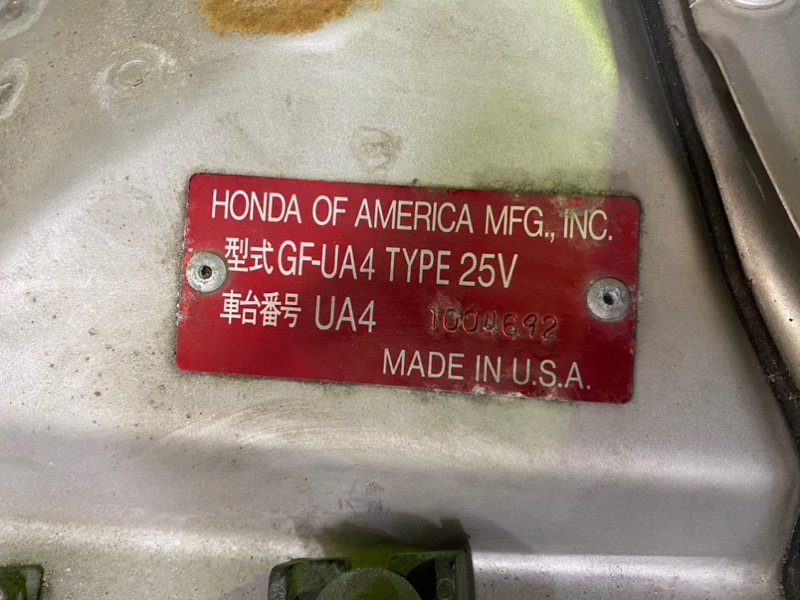 HONDA OF AMERICA MFG., INC.
型式 GF-UA4 TYPE 25V
車台番号 UA4 1004692
MADE IN U.S.A.